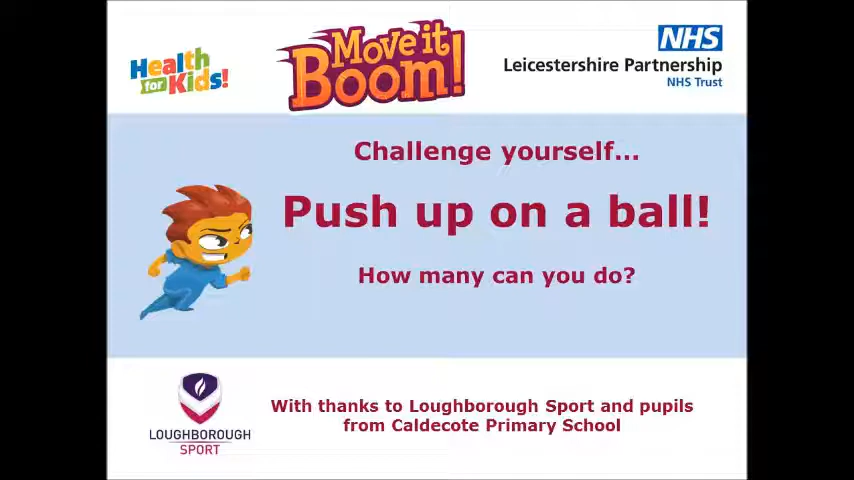 Health
for Kids!
Move it
Boom!
NHS
Leicestershire Partnership
NHS Trust
Challenge yourself...
Push up on a ball!
How many can you do?
LOUGHBOROUGH
SPORT
With thanks to Loughborough Sport and pupils
from Caldecote Primary School